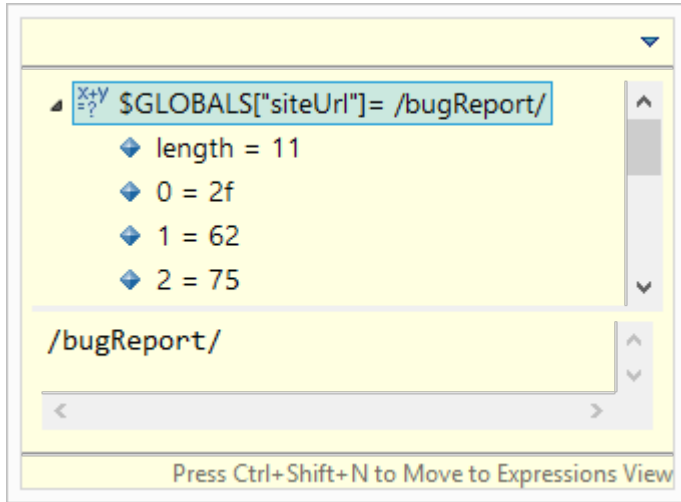 x+y
=?
$GLOBALS["siteUrl"]= /bugReport/
length = 11
0 = 2f
1 = 62
2 = 75
/bugReport/
Press Ctrl+Shift+N to Move to Expressions View